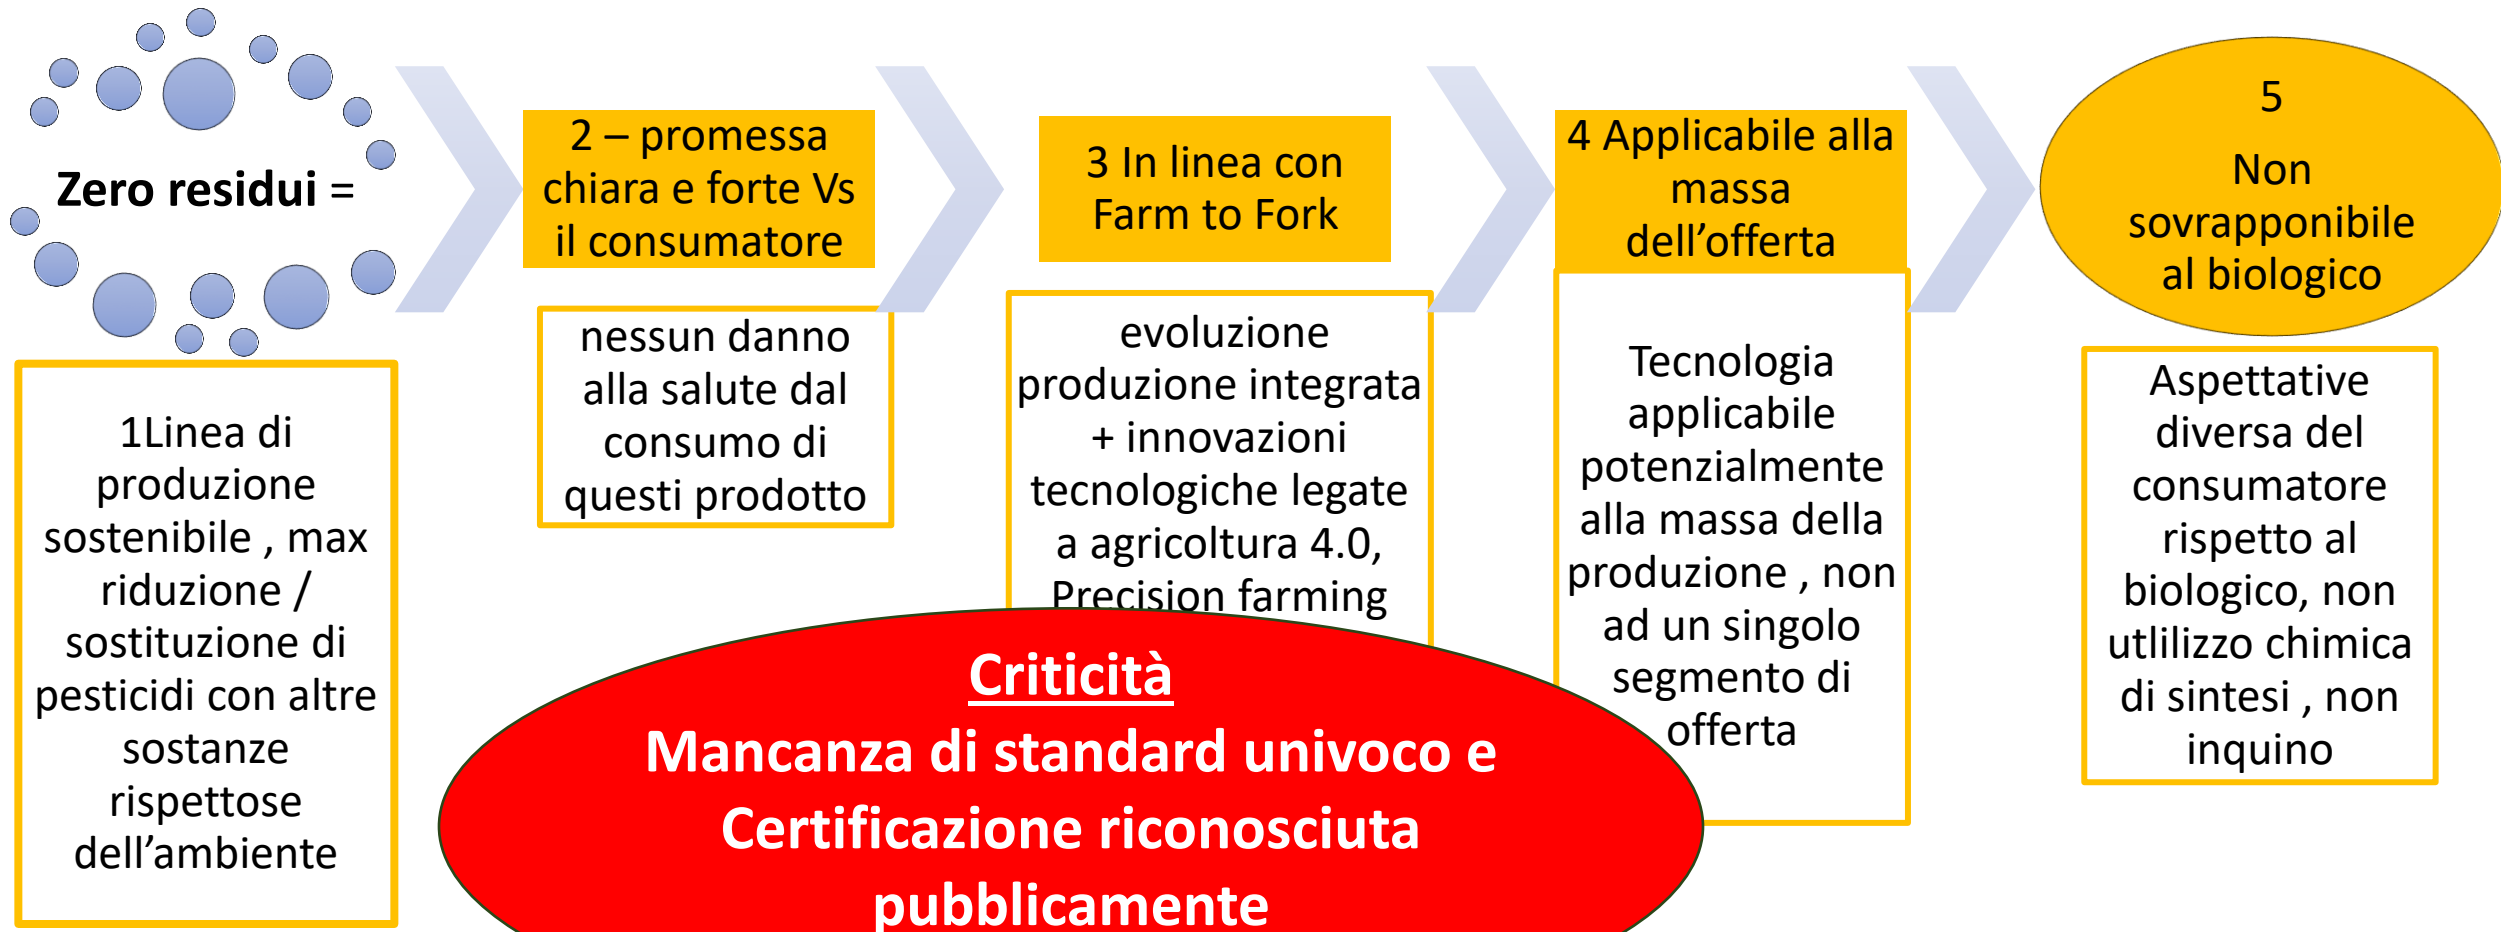 Zero residui =
1Linea di
produzione
sostenibile , max
riduzione /
sostituzione di
pesticidi con altre
sostanze
rispettose
dell’ambiente
2 – promessa
chiara e forte Vs
il consumatore
nessun danno
alla salute dal
consumo di
questi prodotto
3 In linea con
Farm to Fork
evoluzione
produzione integrata
+ innovazioni
tecnologiche legate
a agricoltura 4.0,
Precision farming
4 Applicabile alla
massa
dell’offerta
Tecnologia
applicabile
potenzialmente
alla massa della
produzione , non
ad un singolo
segmento di
offerta
5
Non
sovrapponibile
al biologico
Aspettative
diversa del
consumatore
rispetto al
biologico, non
utlilizzo chimica
di sintesi , non
inquino
Criticità
Mancanza di standard univoco e
Certificazione riconosciuta
pubblicamente